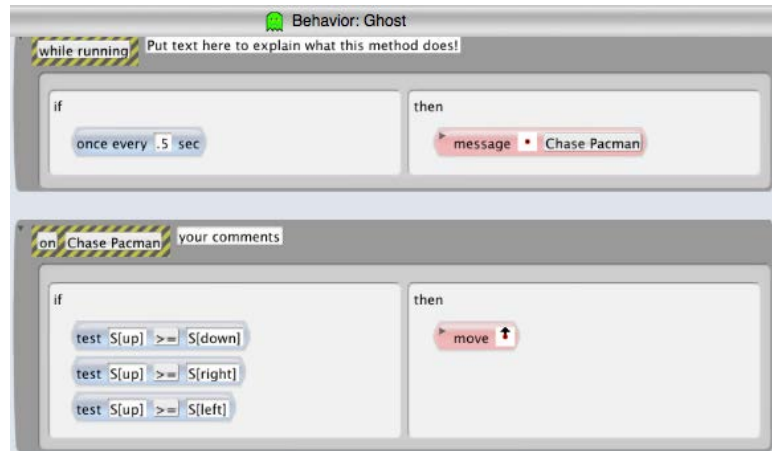 Behavior: Ghost
while running Put text here to explain what this method does!
if
then
once every .5 sec
message Chase Pacman
on Chase Pacman your comments
if
then
test S[up] >= S[down]
move
test S[up] >= S[right]
test S[up] >= S[left]